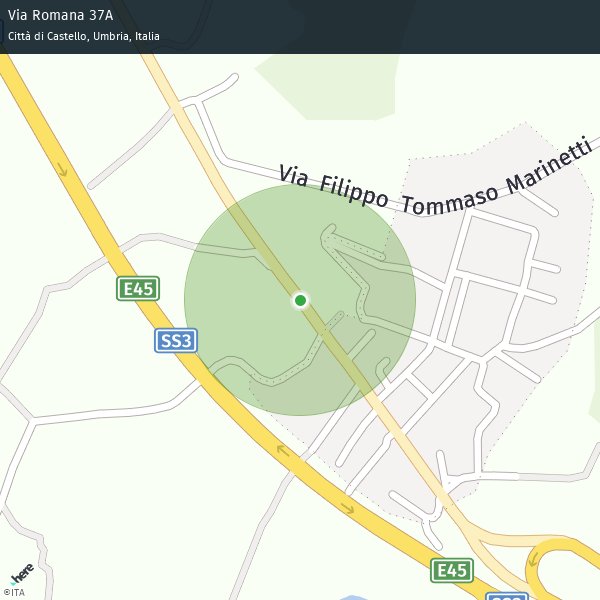 Via Romana 37A
Città di Castello, Umbria, Italia
Via Filippo Tommaso Marinetti
E45
SS3
E45
here
©ITA